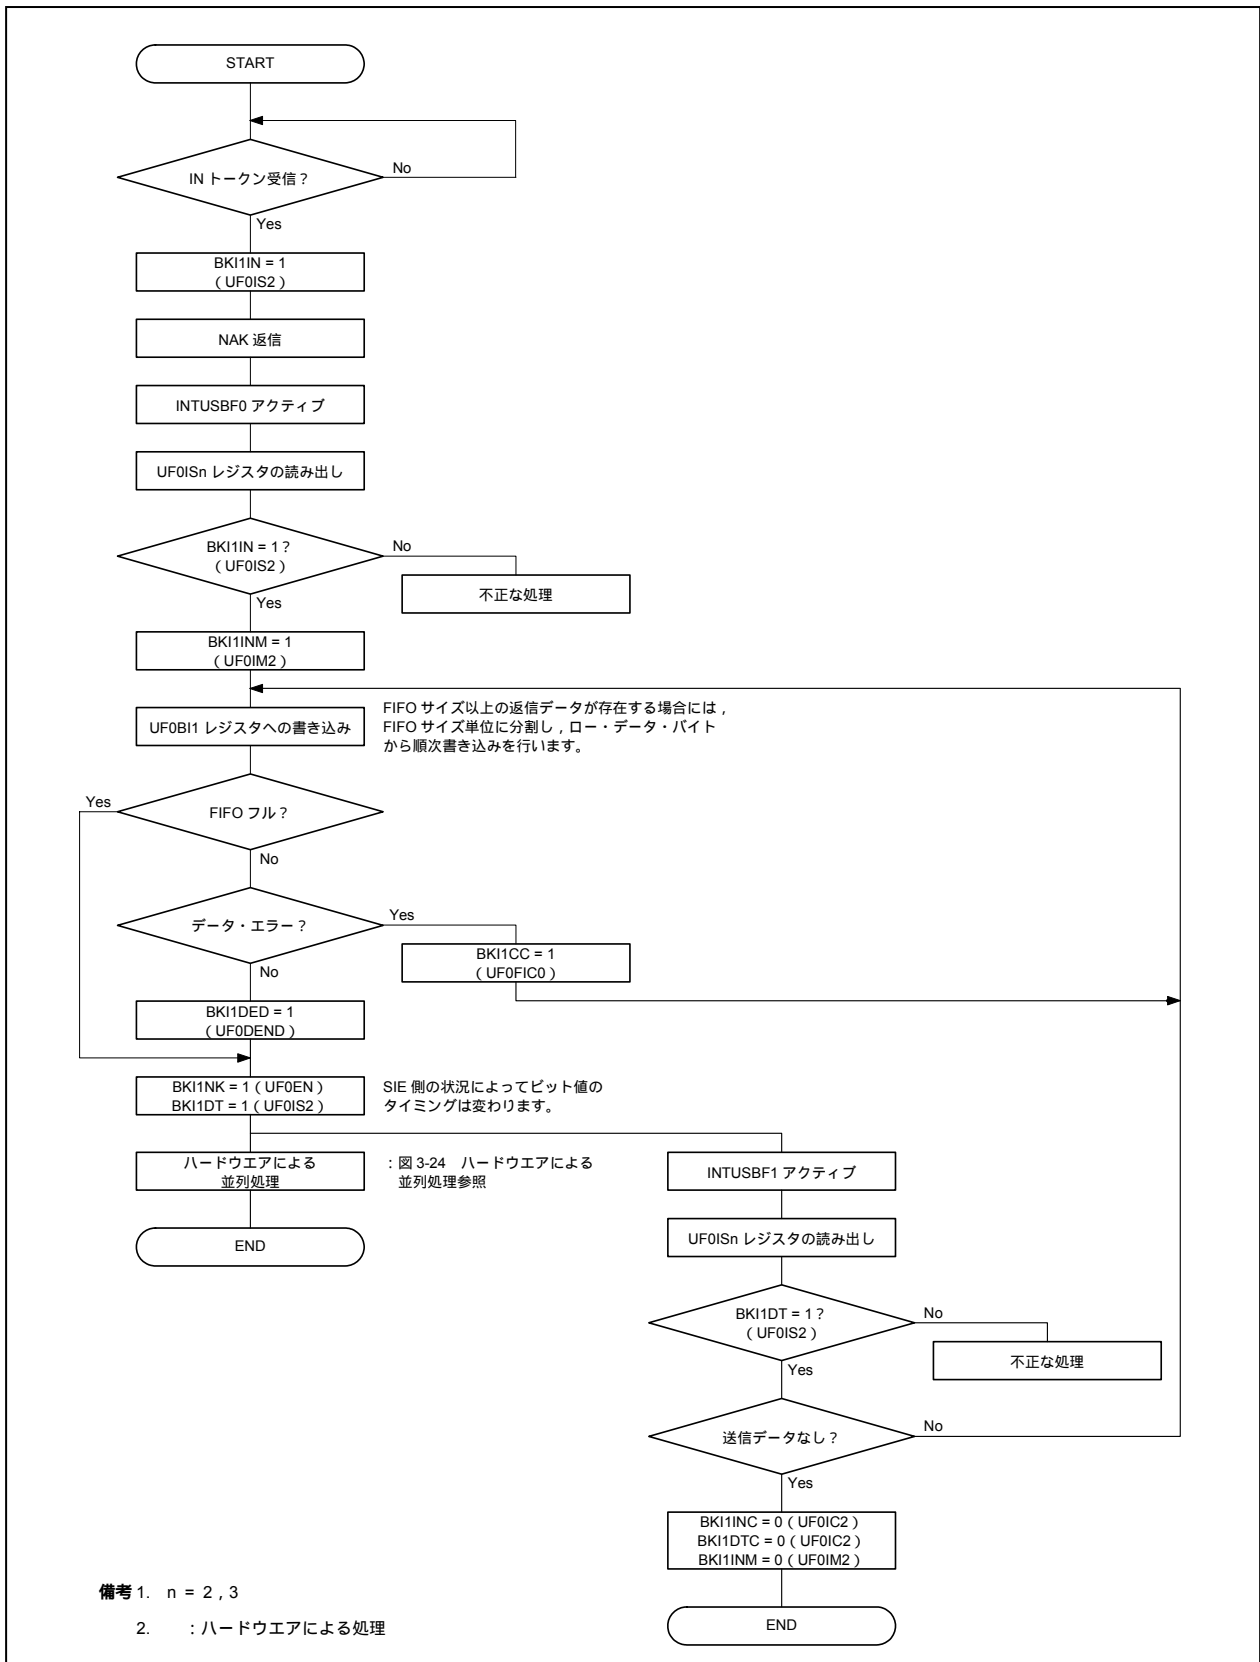 START
IN トークン受信？
No
Yes
BKI1IN = 1
（UF0IS2）
NAK 返信
INTUSBF0 アクティブ
UF0ISn レジスタの読み出し
BKI1IN = 1？
（UF0IS2）
No
不正な処理
Yes
BKI1INM = 1
（UF0IM2）
UF0BI1 レジスタへの書き込み
FIFO サイズ以上の返信データが存在する場合には，
FIFO サイズ単位に分割し，ロー・データ・バイト
から順次書き込みを行います。
FIFO フル？
Yes
No
データ・エラー？
Yes
BKI1CC = 1
（UF0FIC0）
No
BKI1DED = 1
（UF0DEND）
BKI1NK = 1（UF0EN）
BKI1DT = 1（UF0IS2）
SIE 側の状況によってビット値の
タイミングは変わります。
ハードウエアによる
並列処理
：図 3-24　ハードウエアによる
並列処理参照
END
INTUSBF1 アクティブ
UF0ISn レジスタの読み出し
BKI1DT = 1？
（UF0IS2）
No
不正な処理
Yes
送信データなし？
No
Yes
BKI1INC = 0（UF0IC2）
BKI1DTC = 0（UF0IC2）
BKI1INM = 0（UF0IM2）
END
備考 1.　n = 2，3
2.　　：ハードウエアによる処理